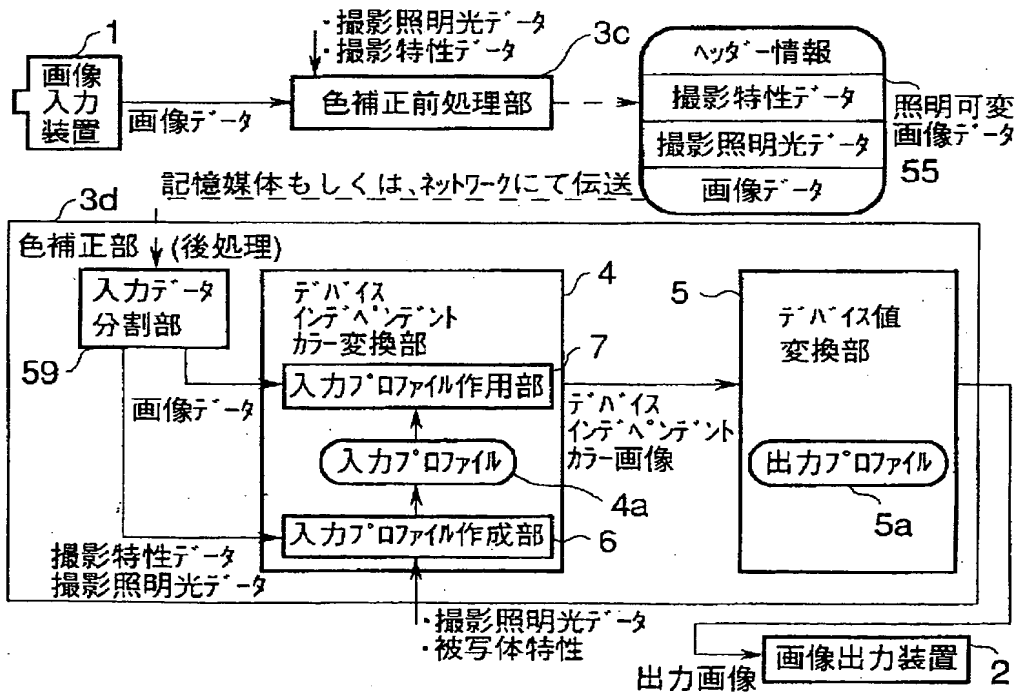 1
画像
入力
装置
画像データ
・撮影照明光データ
・撮影特性データ
3c
色補正前処理部
ヘッダー情報
撮影特性データ
撮影照明光データ
画像データ
照明可変
画像データ
55
記憶媒体もしくは、ネットワークにて伝送
3d
色補正部 (後処理)
入力データ
分割部
59
画像データ
撮影特性データ
撮影照明光データ
4
デバイス
インデペンデント
カラー変換部
7
入力プロファイル作用部
入力プロファイル
4a
入力プロファイル作成部
6
・撮影照明光データ
・被写体特性
デバイス
インデペンデント
カラー画像
5
デバイス値
変換部
出力プロファイル
5a
出力画像
画像出力装置
2